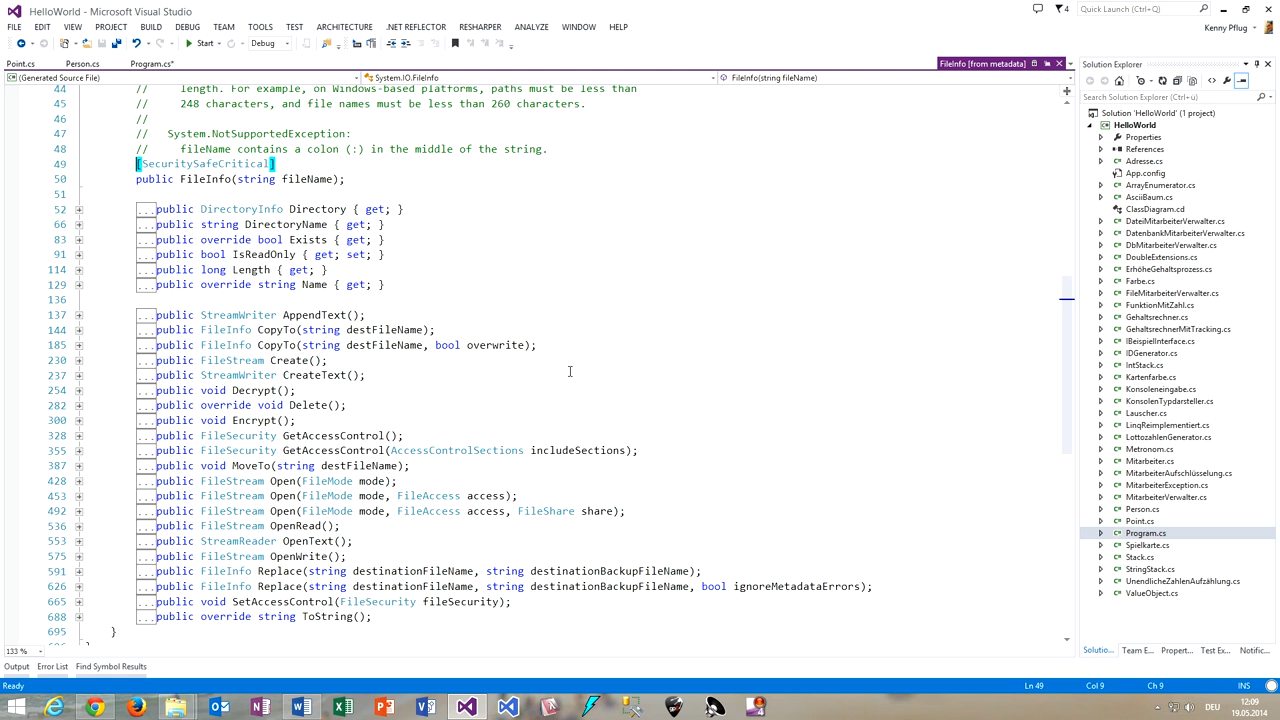 HelloWorld - Microsoft Visual Studio
4
Quick Launch (Ctrl+Q)
FILE EDIT VIEW PROJECT BUILD DEBUG TEAM TOOLS TEST ARCHITECTURE .NET REFLECTOR RESHARPER ANALYZE WINDOW HELP
Kenny Pflug
Start
Debug
Point.cs Person.cs Program.cs*
FileInfo [from metadata]
(Generated Source File)
System.IO.FileInfo
FileInfo(string fileName)
44 // length. For example, on Windows-based platforms, paths must be less than
45 // 248 characters, and file names must be less than 260 characters.
46 //
47 // System.NotSupportedException:
48 // fileName contains a colon (:) in the middle of the string.
49 [SecuritySafeCritical]
50 public FileInfo(string fileName);
51
52 ...public DirectoryInfo Directory { get; }
66 ...public string DirectoryName { get; }
83 ...public override bool Exists { get; }
91 ...public bool IsReadOnly { get; set; }
114 ...public long Length { get; }
129 ...public override string Name { get; }
136
137 ...public StreamWriter AppendText();
144 ...public FileInfo CopyTo(string destFileName);
185 ...public FileInfo CopyTo(string destFileName, bool overwrite);
230 ...public FileStream Create();
237 ...public StreamWriter CreateText();
254 ...public void Decrypt();
282 ...public override void Delete();
300 ...public void Encrypt();
328 ...public FileSecurity GetAccessControl();
355 ...public FileSecurity GetAccessControl(AccessControlSections includeSections);
387 ...public void MoveTo(string destFileName);
428 ...public FileStream Open(FileMode mode);
453 ...public FileStream Open(FileMode mode, FileAccess access);
492 ...public FileStream Open(FileMode mode, FileAccess access, FileShare share);
536 ...public FileStream OpenRead();
553 ...public StreamReader OpenText();
575 ...public FileStream OpenWrite();
591 ...public FileInfo Replace(string destinationFileName, string destinationBackupFileName);
626 ...public FileInfo Replace(string destinationFileName, string destinationBackupFileName, bool ignoreMetadataErrors);
665 ...public void SetAccessControl(FileSecurity fileSecurity);
688 ...public override string ToString();
695 }
133 %
Solution Explorer
Search Solution Explorer (Ctrl+ü)
Solution 'HelloWorld' (1 project)
HelloWorld
Properties
References
Adresse.cs
App.config
ArrayEnumerator.cs
AsciiBaum.cs
ClassDiagram.cd
DateiMitarbeiterVerwalter.cs
DatenbankMitarbeiterVerwalter.cs
DbMitarbeiterVerwalter.cs
DoubleExtensions.cs
ErhöheGehaltsprozess.cs
Farbe.cs
FileMitarbeiterVerwalter.cs
FunktionMitZahl.cs
Gehaltsrechner.cs
GehaltsrechnerMitTracking.cs
IBeispielInterface.cs
IDGenerator.cs
IntStack.cs
Kartenfarbe.cs
Konsoleneingabe.cs
KonsolenTypdarsteller.cs
Lauscher.cs
LinqReimplementiert.cs
LottozahlenGenerator.cs
Metronom.cs
Mitarbeiter.cs
MitarbeiterAufschlüsselung.cs
MitarbeiterException.cs
MitarbeiterVerwalter.cs
Person.cs
Point.cs
Program.cs
Spielkarte.cs
Stack.cs
StringStack.cs
UnendlicheZahlenAufzählung.cs
ValueObject.cs
Solutio... Team E... Propert... Test Ex... Notific...
Output Error List Find Symbol Results
Ready Ln 49 Col 9 Ch 9 INS
DEU
12:09
19.05.2014